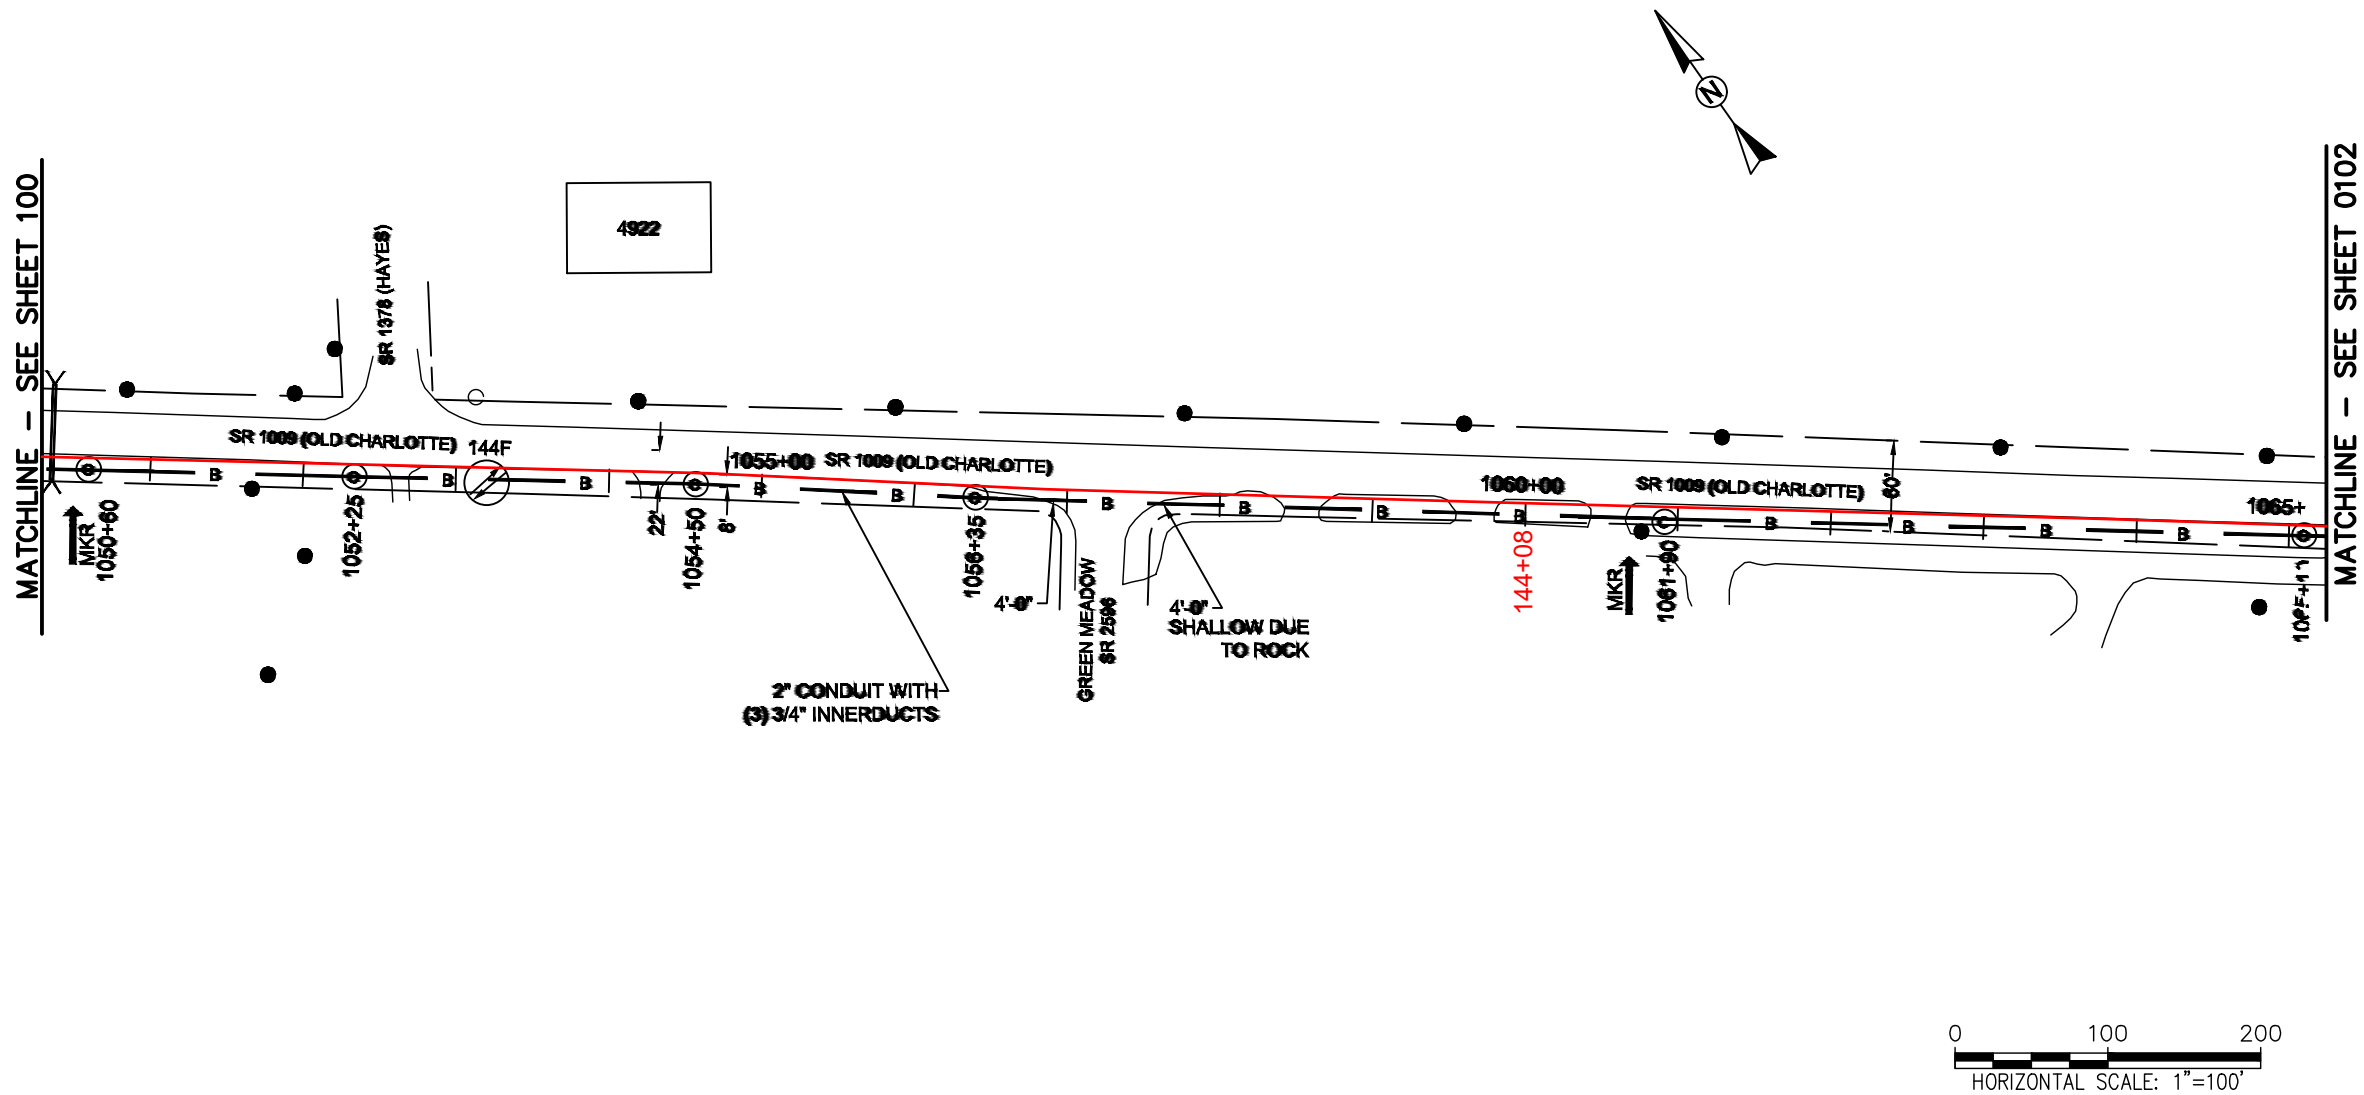 MATCHLINE - SEE SHEET 100
MATCHLINE - SEE SHEET 0102
N
4922
SR 1378 (HAYES)
SR 1009 (OLD CHARLOTTE)
144F
1055+00
SR 1009 (OLD CHARLOTTE)
1060+00
SR 1009 (OLD CHARLOTTE)
60'
1065+
C
B
C
B
B
C
B
B
C
B
B
B
B
C
B
B
B
B
C
MKR
1050+60
1052+25
22'
1054+50
8'
1056+35
4'-0"
GREEN MEADOW
SR 2596
4'-0"
SHALLOW DUE
TO ROCK
144+08
MKR
1061+90
2" CONDUIT WITH
(3) 3/4" INNERDUCTS
0 100 200
HORIZONTAL SCALE: 1"=100'